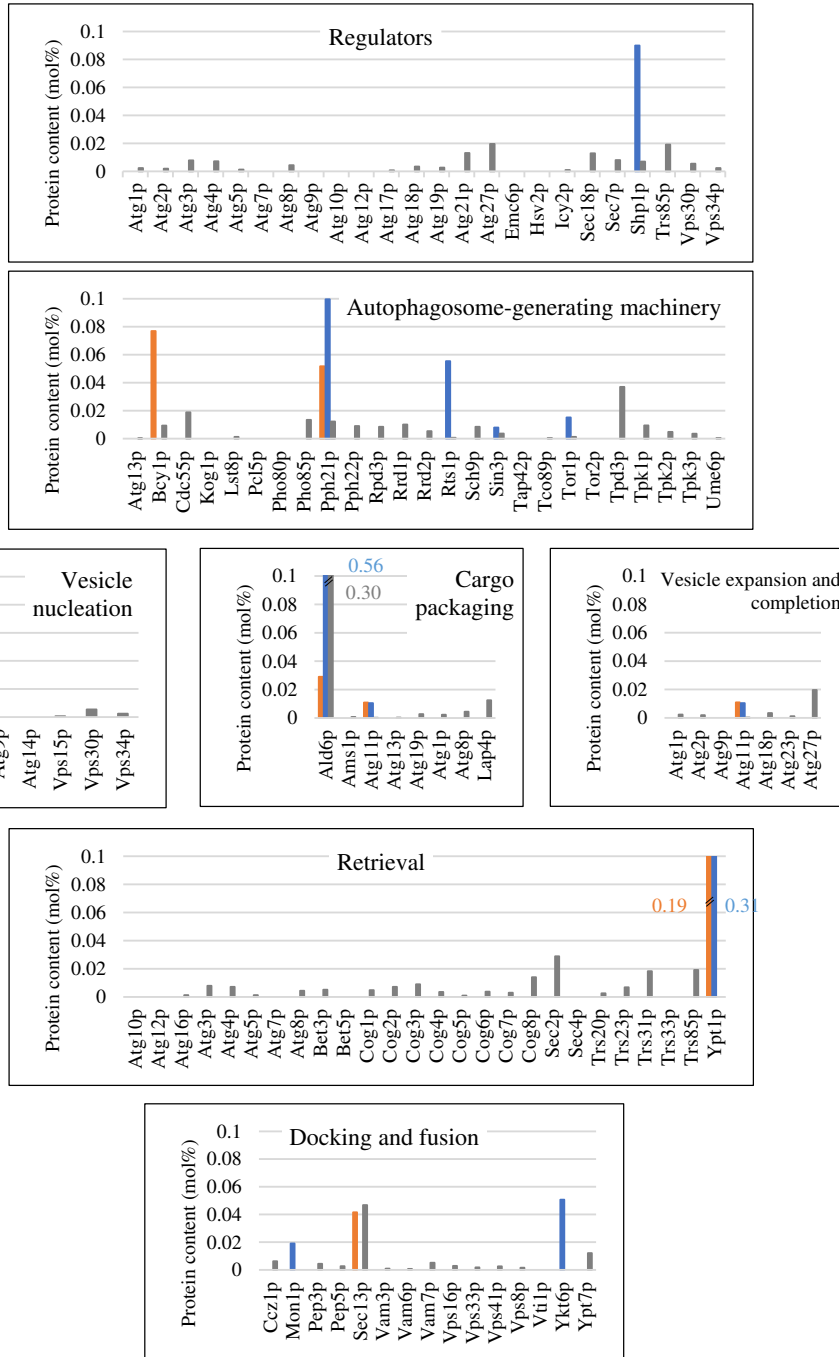 Regulators
Protein content (mol%)
0.1
0.08
0.06
0.04
0.02
0
Atg1p
Atg2p
Atg3p
Atg4p
Atg5p
Atg7p
Atg8p
Atg9p
Atg10p
Atg12p
Atg17p
Atg18p
Atg19p
Atg21p
Atg27p
Emc6p
Hsv2p
Icy2p
Sec18p
Sec7p
Shp1p
Trs85p
Vps30p
Vps34p
Autophagosome-generating machinery
Protein content (mol%)
0.1
0.08
0.06
0.04
0.02
0
Atg13p
Bcy1p
Cdc55p
Kog1p
Lst8p
Pcl5p
Pho80p
Pho85p
Pph21p
Pph22p
Rpd3p
Rrd1p
Rrd2p
Rts1p
Sch9p
Sin3p
Tap42p
Tco89p
Tor1p
Tor2p
Tpd3p
Tpk1p
Tpk2p
Tpk3p
Ume6p
Vesicle
nucleation
Atg14p
Vps15p
Vps30p
Vps34p
Cargo
packaging
Protein content (mol%)
0.1
0.08
0.06
0.04
0.02
0
0.56
0.30
Ald6p
Ams1p
Atg11p
Atg13p
Atg19p
Atg1p
Atg8p
Lap4p
Vesicle expansion and
completion
Protein content (mol%)
0.1
0.08
0.06
0.04
0.02
0
Atg1p
Atg2p
Atg9p
Atg11p
Atg18p
Atg23p
Atg27p
Retrieval
Protein content (mol%)
0.1
0.08
0.06
0.04
0.02
0
0.19
0.31
Atg10p
Atg12p
Atg16p
Atg3p
Atg4p
Atg5p
Atg7p
Atg8p
Bet3p
Bet5p
Cog1p
Cog2p
Cog3p
Cog4p
Cog5p
Cog6p
Cog7p
Cog8p
Sec2p
Sec4p
Trs20p
Trs23p
Trs31p
Trs33p
Trs85p
Ypt1p
Docking and fusion
Protein content (mol%)
0.1
0.08
0.06
0.04
0.02
0
Ccz1p
Mon1p
Pep3p
Pep5p
Sec13p
Vam3p
Vam6p
Vam7p
Vps16p
Vps33p
Vps41p
Vps8p
Vti1p
Ykt6p
Ypt7p